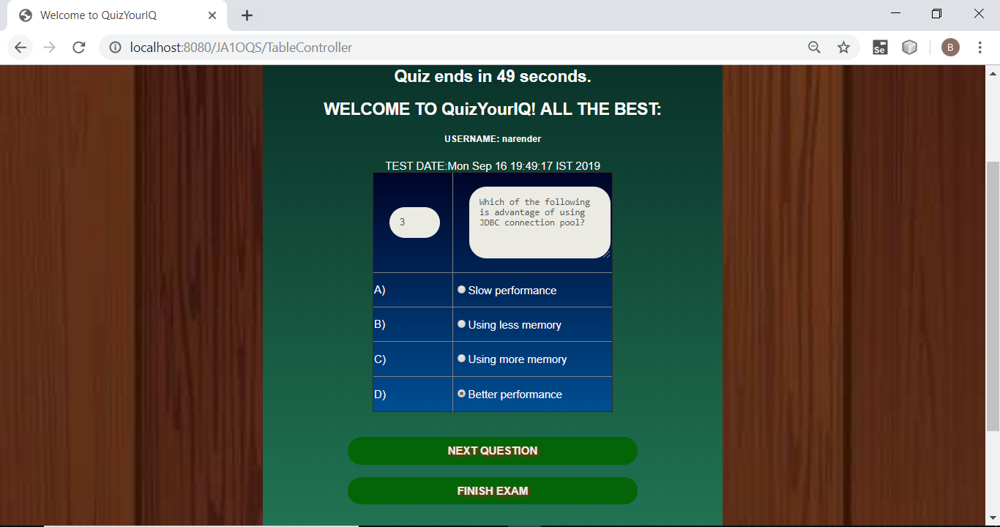 Welcome to QuizYourIQ
localhost:8080/JA1OQS/TableController
Se
B
Quiz ends in 49 seconds.
WELCOME TO QuizYourIQ! ALL THE BEST:
USERNAME: narender
TEST DATE:Mon Sep 16 19:49:17 IST 2019
3
Which of the following
is advantage of using
JDBC connection pool?
A) Slow performance
B) Using less memory
C) Using more memory
D) Better performance
NEXT QUESTION
FINISH EXAM